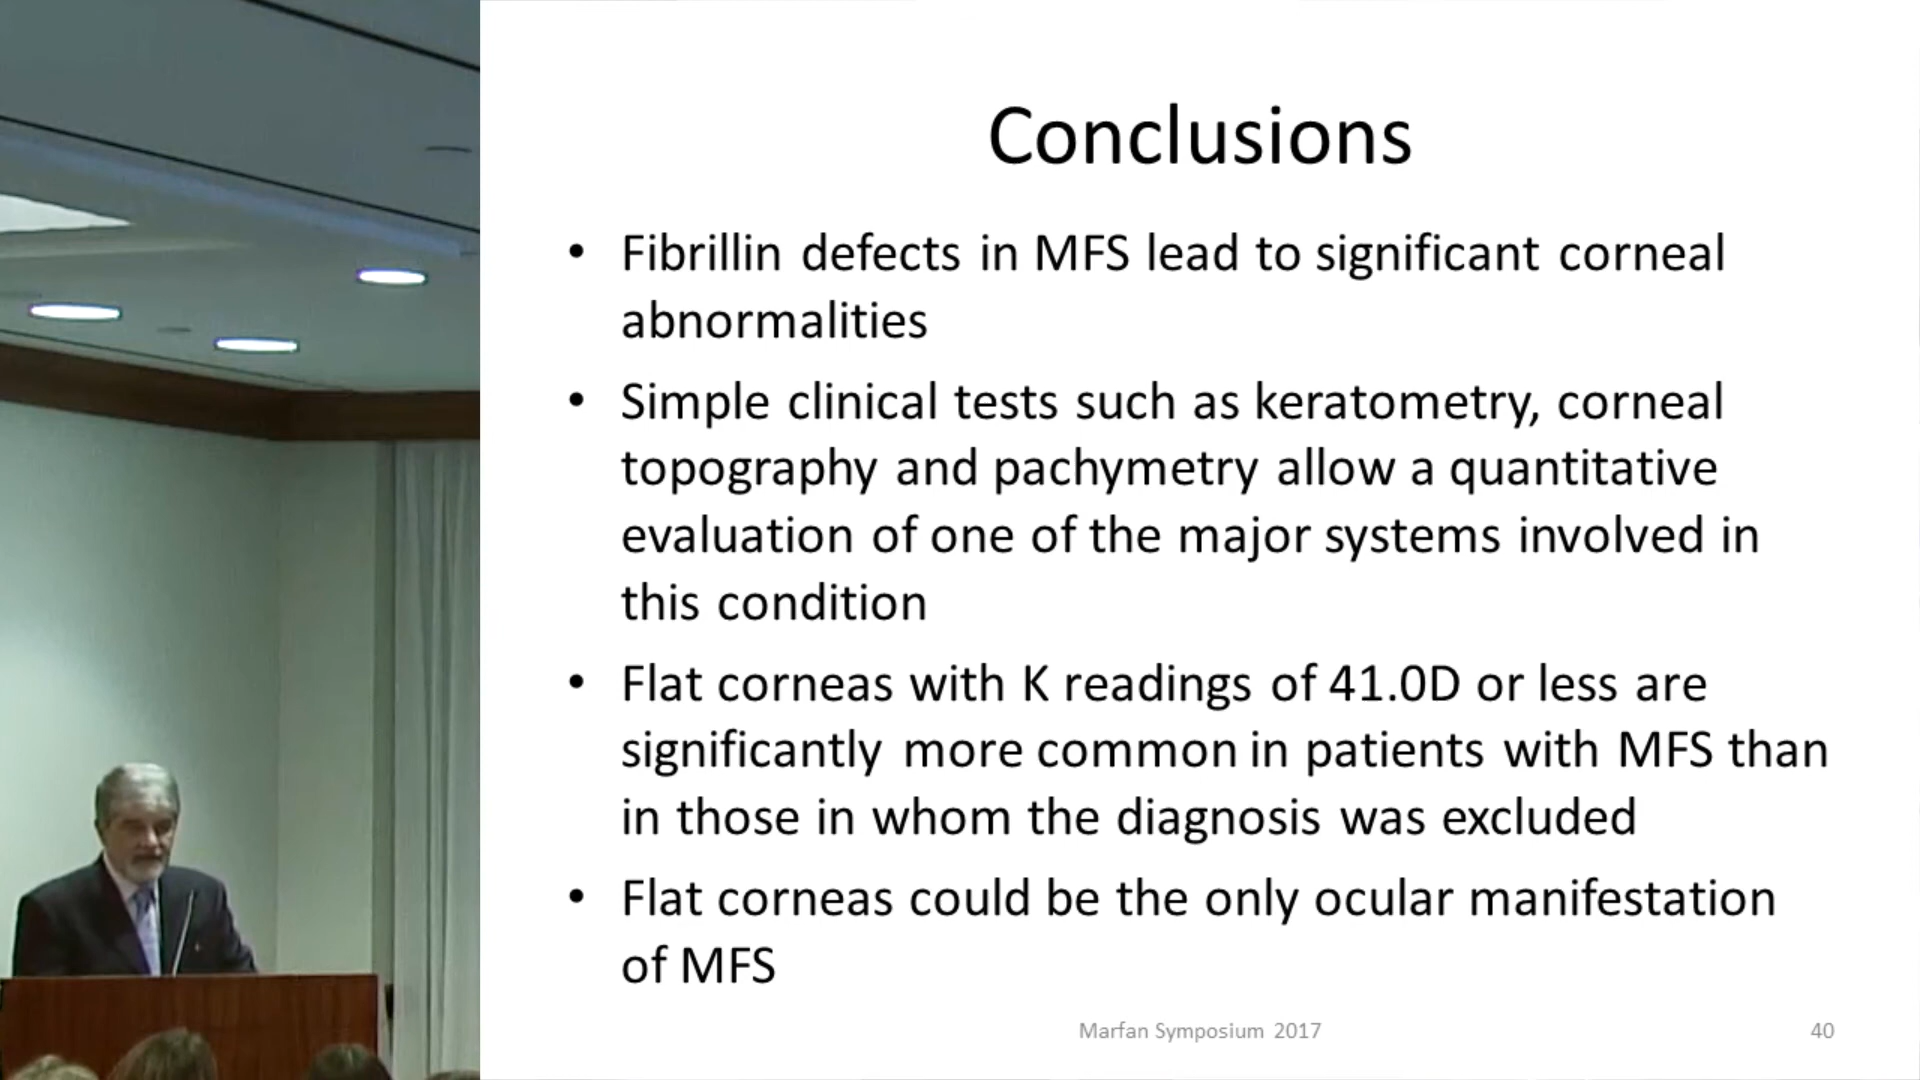 Conclusions
• Fibrillin defects in MFS lead to significant corneal
abnormalities
• Simple clinical tests such as keratometry, corneal
topography and pachymetry allow a quantitative
evaluation of one of the major systems involved in
this condition
• Flat corneas with K readings of 41.0D or less are
significantly more common in patients with MFS than
in those in whom the diagnosis was excluded
• Flat corneas could be the only ocular manifestation
of MFS
Marfan Symposium 2017
40